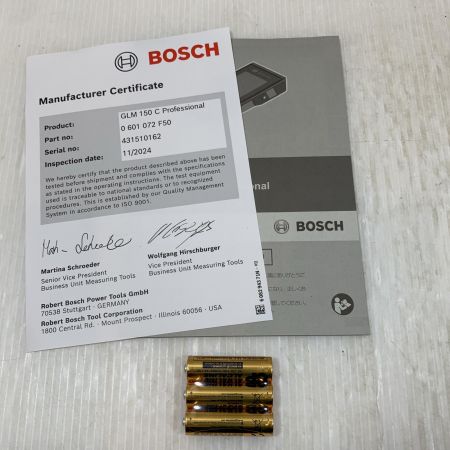 BOSCH
Manufacturer Certificate
Product: GLM 150 C Professional
Part no: 0 601 072 F50
Serial no: 431510162
Inspection date: 11/2024
We hereby certify that the product described above has been
tested before shipment and complies with the specifications
as stated in the operating instructions. The test equipment
used is traceable to national standards or to recognized
procedures. This is established by our Quality Management
System in accordance to ISO 9001.
Martina Schroeder
Senior Vice President
Business Unit Measuring Tools
Wolfgang Hirschburger
Vice President
Business Unit Measuring Tools
Robert Bosch Power Tools GmbH
70538 Stuttgart - GERMANY
Robert Bosch Tool Corporation
1800 Central Rd. - Mount Prospect - Illinois 60056 - USA
BOSCH